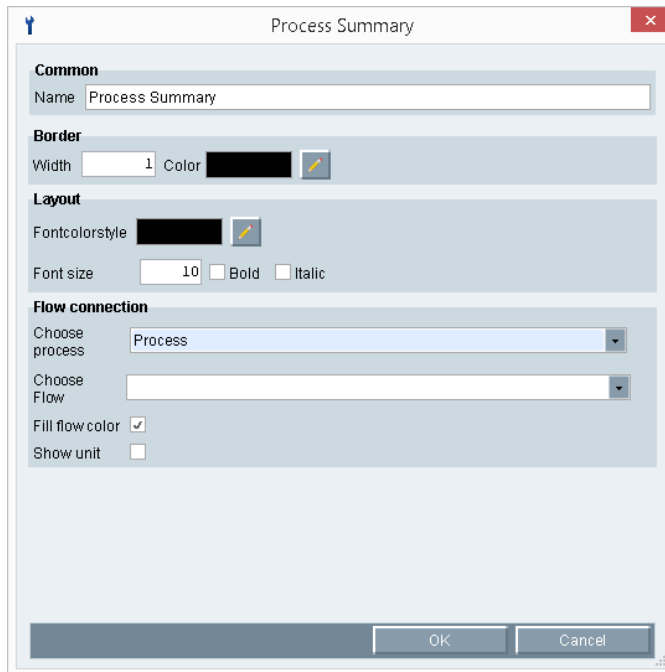 Process Summary
Common
Name Process Summary
Border
Width 1 Color
Layout
Fontcolorstyle
Font size 10 Bold Italic
Flow connection
Choose
process
Process
Choose
Flow
Fill flow color
Show unit
OK Cancel